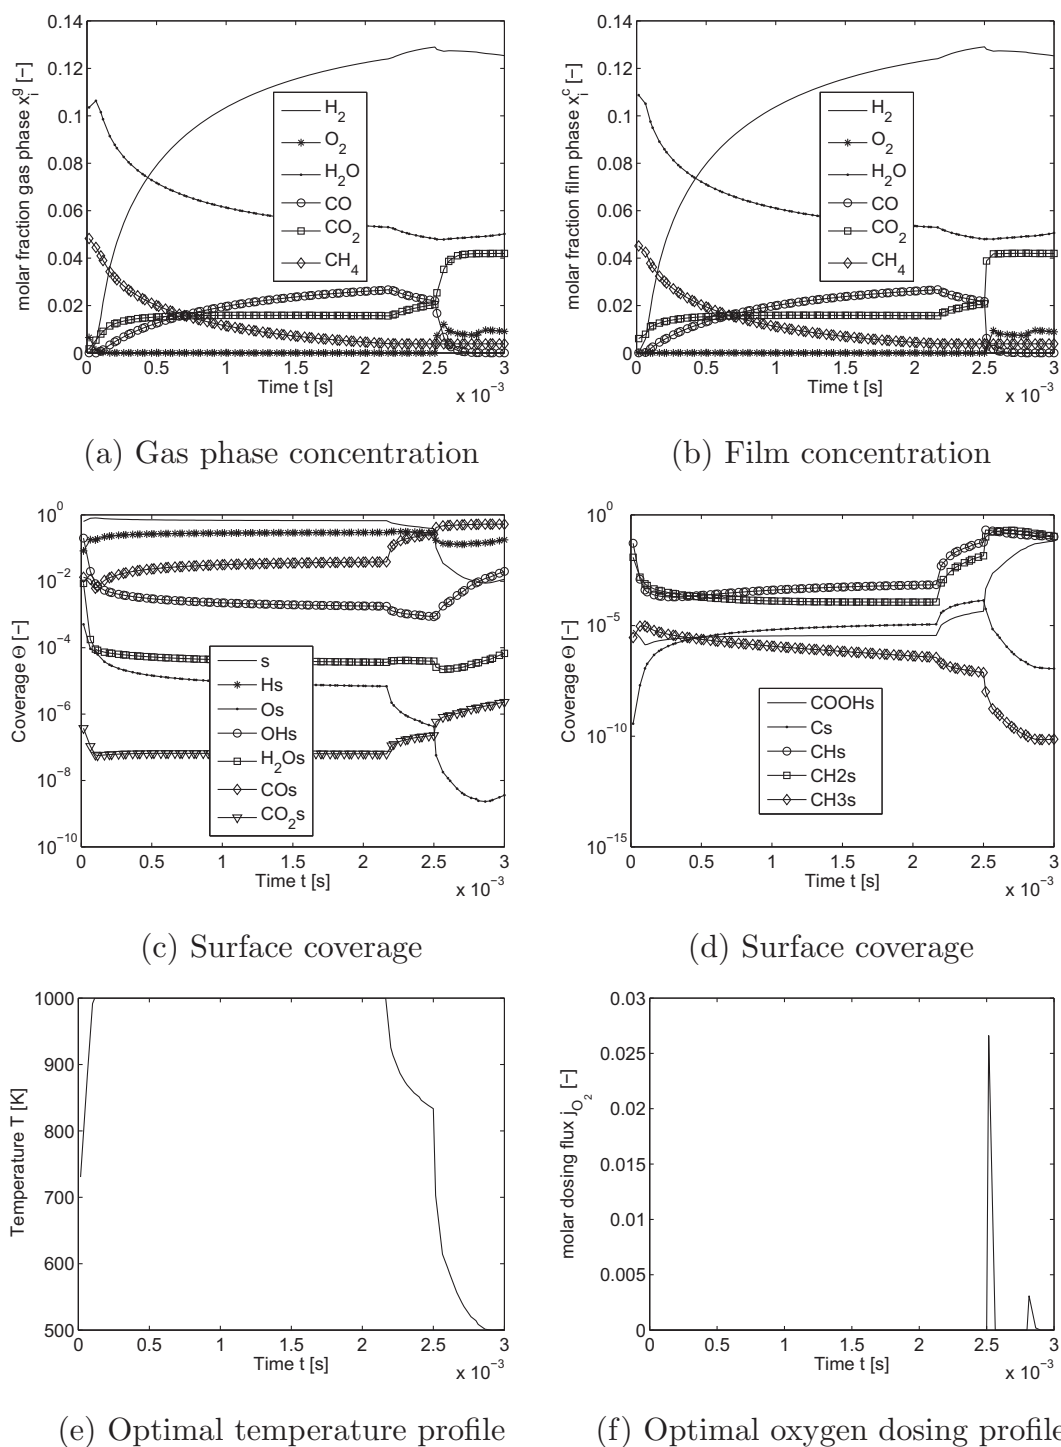 0.14
0.12
0.1
0.08
0.06
0.04
0.02
0
molar fraction gas phase x_i^g [−]
H2
O2
H2O
CO
CO2
CH4
0 0.5 1 1.5 2 2.5 3
Time t [s]
x 10^−3
(a) Gas phase concentration
0.14
0.12
0.1
0.08
0.06
0.04
0.02
0
molar fraction film phase x_i^c [−]
H2
O2
H2O
CO
CO2
CH4
0 0.5 1 1.5 2 2.5 3
Time t [s]
x 10^−3
(b) Film concentration
10^0
10^−2
10^−4
10^−6
10^−8
10^−10
Coverage Θ [−]
s
Hs
Os
OHs
H2Os
COs
CO2s
0 0.5 1 1.5 2 2.5 3
Time t [s]
x 10^−3
(c) Surface coverage
10^0
10^−5
10^−10
10^−15
Coverage Θ [−]
COOHs
Cs
CHs
CH2s
CH3s
0 0.5 1 1.5 2 2.5 3
Time t [s]
x 10^−3
(d) Surface coverage
1000
900
800
700
600
500
Temperature T [K]
0 0.5 1 1.5 2 2.5 3
Time t [s]
x 10^−3
(e) Optimal temperature profile
0.03
0.025
0.02
0.015
0.01
0.005
0
molar dosing flux j_O2 [−]
0 0.5 1 1.5 2 2.5 3
Time t [s]
x 10^−3
(f) Optimal oxygen dosing profile